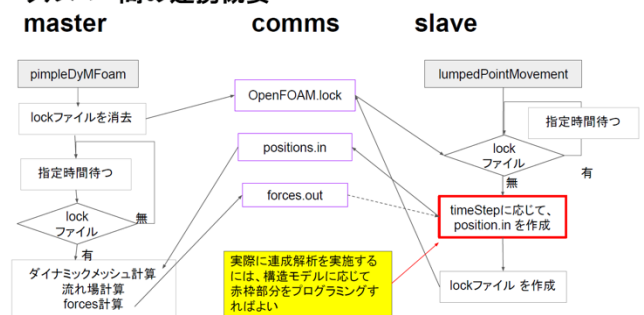 master
comms
slave
pimpleDyMFoam
lockファイルを消去
指定時間待つ
lock
ファイル
無
有
ダイナミックメッシュ計算
流れ場計算
forces計算
OpenFOAM.lock
positions.in
forces.out
実際に連成解析を実施する
には、構造モデルに応じて
赤枠部分をプログラミングす
ればよい
lumpedPointMovement
指定時間待つ
lock
ファイル
有
無
timeStepに応じて、
position.in を作成
lockファイル を作成